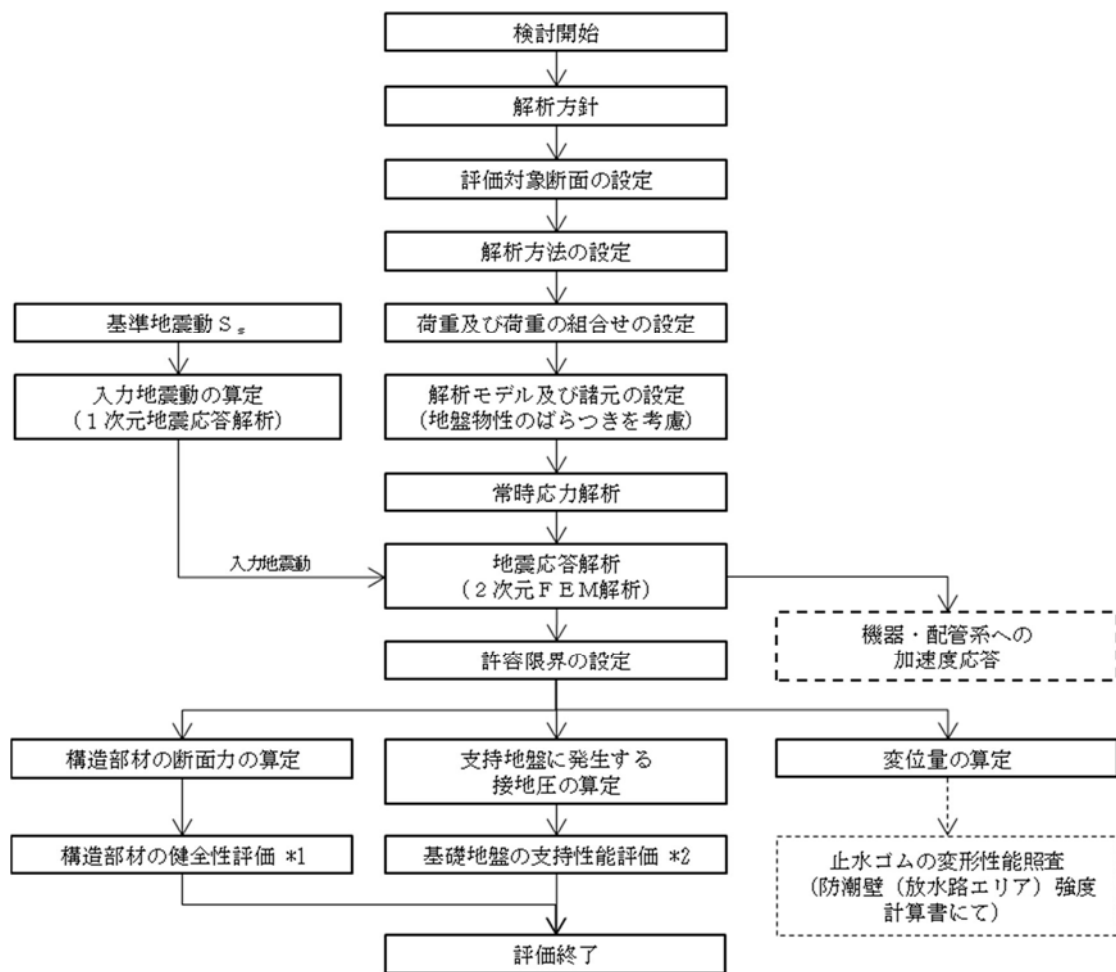 検討開始
解析方針
評価対象断面の設定
解析方法の設定
基準地震動Ｓｓ
荷重及び荷重の組合せの設定
入力地震動の算定
（１次元地震応答解析）
解析モデル及び諸元の設定
（地盤物性のばらつきを考慮）
常時応力解析
入力地震動
地震応答解析
（２次元ＦＥＭ解析）
機器・配管系への
加速度応答
許容限界の設定
構造部材の断面力の算定
支持地盤に発生する
接地圧の算定
変位量の算定
構造部材の健全性評価 *1
基礎地盤の支持性能評価 *2
止水ゴムの変形性能照査
（防潮壁（放水路エリア）強度
計算書にて）
評価終了